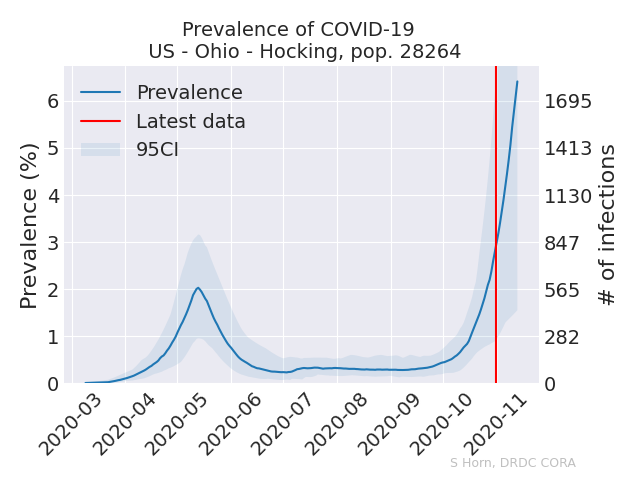 Prevalence of COVID-19
US - Ohio - Hocking, pop. 28264
Prevalence
Latest data
95CI
Prevalence (%)
6
5
4
3
2
1
0
1695
1413
1130
847
565
282
0
# of infections
2020-03
2020-04
2020-05
2020-06
2020-07
2020-08
2020-09
2020-10
2020-11
S Horn, DRDC CORA